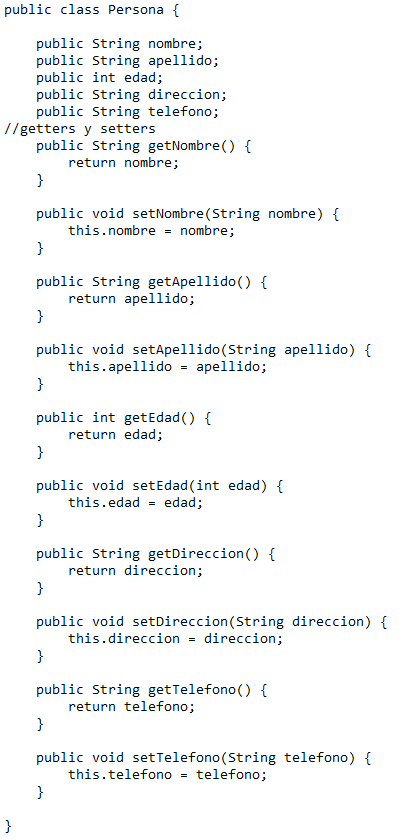 public class Persona {
public String nombre;
public String apellido;
public int edad;
public String direccion;
public String telefono;
//getters y setters
public String getNombre() {
return nombre;
}
public void setNombre(String nombre) {
this.nombre = nombre;
}
public String getApellido() {
return apellido;
}
public void setApellido(String apellido) {
this.apellido = apellido;
}
public int getEdad() {
return edad;
}
public void setEdad(int edad) {
this.edad = edad;
}
public String getDireccion() {
return direccion;
}
public void setDireccion(String direccion) {
this.direccion = direccion;
}
public String getTelefono() {
return telefono;
}
public void setTelefono(String telefono) {
this.telefono = telefono;
}
}